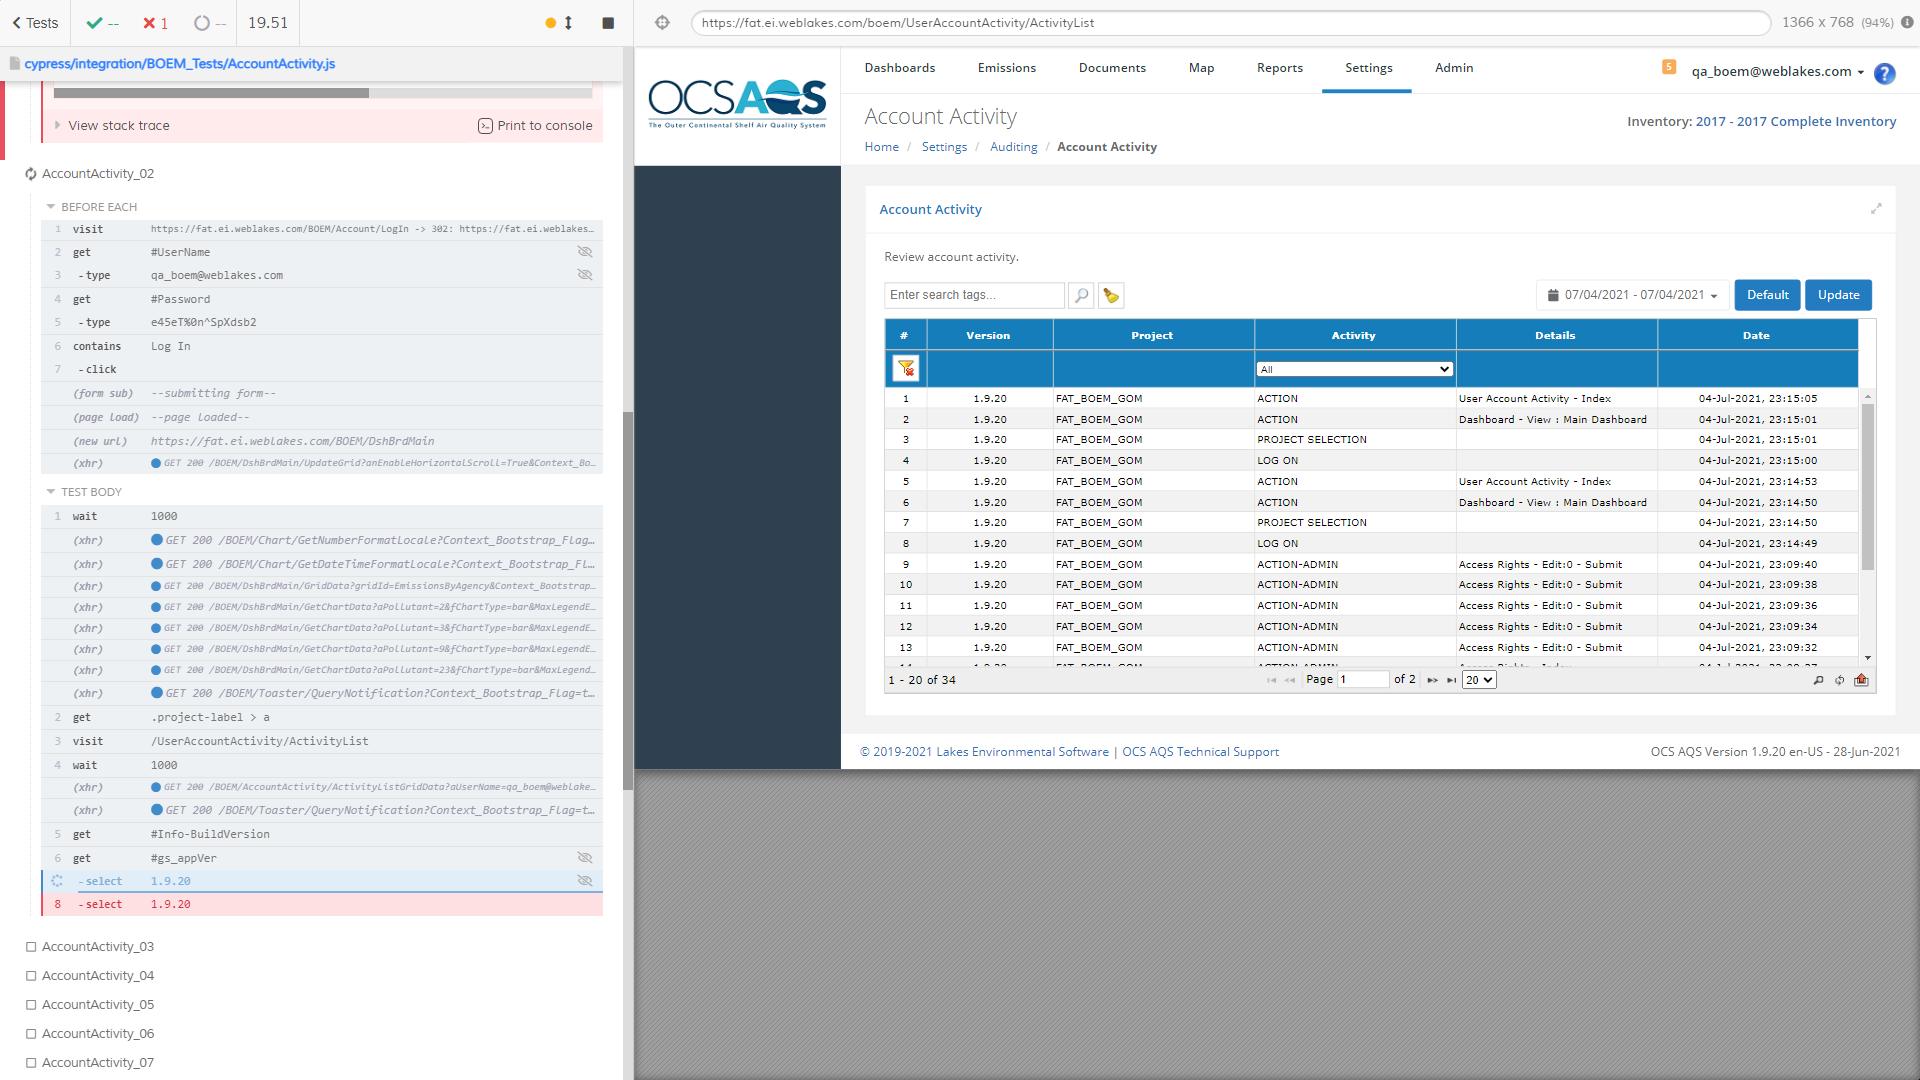 Tests
--
1
--
19.51
cypress/integration/BOEM_Tests/AccountActivity.js
View stack trace
Print to console
AccountActivity_02
BEFORE EACH
1 visit https://fat.ei.weblakes.com/BOEM/Account/LogIn -> 302: https://fat.ei.weblakes…
2 get #UserName
3 -type qa_boem@weblakes.com
4 get #Password
5 -type e45eT%0n^SpXdsb2
6 contains Log In
7 -click
(form sub) --submitting form--
(page load) --page loaded--
(new url) https://fat.ei.weblakes.com/BOEM/DshBrdMain
(xhr) GET 200 /BOEM/DshBrdMain/UpdateGrid?anEnableHorizontalScroll=True&Context_Bo…
TEST BODY
1 wait 1000
(xhr) GET 200 /BOEM/Chart/GetNumberFormatLocale?Context_Bootstrap_Flag…
(xhr) GET 200 /BOEM/Chart/GetDateTimeFormatLocale?Context_Bootstrap_Fl…
(xhr) GET 200 /BOEM/DshBrdMain/GridData?gridId=EmissionsByAgency&Context_Bootstrap…
(xhr) GET 200 /BOEM/DshBrdMain/GetChartData?aPollutant=2&fChartType=bar&MaxLegendE…
(xhr) GET 200 /BOEM/DshBrdMain/GetChartData?aPollutant=3&fChartType=bar&MaxLegendE…
(xhr) GET 200 /BOEM/DshBrdMain/GetChartData?aPollutant=9&fChartType=bar&MaxLegendE…
(xhr) GET 200 /BOEM/DshBrdMain/GetChartData?aPollutant=23&fChartType=bar&MaxLegend…
(xhr) GET 200 /BOEM/Toaster/QueryNotification?Context_Bootstrap_Flag=t…
2 get .project-label > a
3 visit /UserAccountActivity/ActivityList
4 wait 1000
(xhr) GET 200 /BOEM/AccountActivity/ActivityListGridData?aUserName=qa_boem@weblake…
(xhr) GET 200 /BOEM/Toaster/QueryNotification?Context_Bootstrap_Flag=t…
5 get #Info-BuildVersion
6 get #gs_appVer
-select 1.9.20
8 -select 1.9.20
AccountActivity_03
AccountActivity_04
AccountActivity_05
AccountActivity_06
AccountActivity_07
https://fat.ei.weblakes.com/boem/UserAccountActivity/ActivityList
1366 x 768 (94%)
OCSAQS
The Outer Continental Shelf Air Quality System
Dashboards Emissions Documents Map Reports Settings Admin
5
qa_boem@weblakes.com
?
Account Activity
Inventory: 2017 - 2017 Complete Inventory
Home / Settings / Auditing / Account Activity
Account Activity
Review account activity.
Enter search tags...
07/04/2021 - 07/04/2021
Default
Update
# Version Project Activity Details Date
All
1 1.9.20 FAT_BOEM_GOM ACTION User Account Activity - Index 04-Jul-2021, 23:15:05
2 1.9.20 FAT_BOEM_GOM ACTION Dashboard - View : Main Dashboard 04-Jul-2021, 23:15:01
3 1.9.20 FAT_BOEM_GOM PROJECT SELECTION 04-Jul-2021, 23:15:01
4 1.9.20 FAT_BOEM_GOM LOG ON 04-Jul-2021, 23:15:00
5 1.9.20 FAT_BOEM_GOM ACTION User Account Activity - Index 04-Jul-2021, 23:14:53
6 1.9.20 FAT_BOEM_GOM ACTION Dashboard - View : Main Dashboard 04-Jul-2021, 23:14:50
7 1.9.20 FAT_BOEM_GOM PROJECT SELECTION 04-Jul-2021, 23:14:50
8 1.9.20 FAT_BOEM_GOM LOG ON 04-Jul-2021, 23:14:49
9 1.9.20 FAT_BOEM_GOM ACTION-ADMIN Access Rights - Edit:0 - Submit 04-Jul-2021, 23:09:40
10 1.9.20 FAT_BOEM_GOM ACTION-ADMIN Access Rights - Edit:0 - Submit 04-Jul-2021, 23:09:38
11 1.9.20 FAT_BOEM_GOM ACTION-ADMIN Access Rights - Edit:0 - Submit 04-Jul-2021, 23:09:36
12 1.9.20 FAT_BOEM_GOM ACTION-ADMIN Access Rights - Edit:0 - Submit 04-Jul-2021, 23:09:34
13 1.9.20 FAT_BOEM_GOM ACTION-ADMIN Access Rights - Edit:0 - Submit 04-Jul-2021, 23:09:32
1 - 20 of 34
Page 1 of 2
20
© 2019-2021 Lakes Environmental Software | OCS AQS Technical Support
OCS AQS Version 1.9.20 en-US - 28-Jun-2021